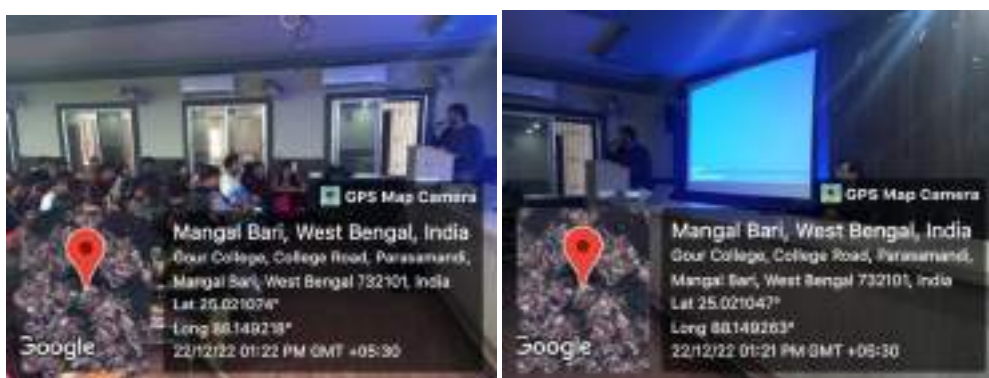 GPS Map Camera
Mangal Bari, West Bengal, India
Gour College, College Road, Parasamandi,
Mangal Bari, West Bengal 732101, India
Lat 25.021074°
Long 88.149218°
22/12/22 01:22 PM GMT +05:30
Google
GPS Map Camera
Mangal Bari, West Bengal, India
Gour College, College Road, Parasamandi,
Mangal Bari, West Bengal 732101, India
Lat 25.021047°
Long 88.149263°
22/12/22 01:21 PM GMT +05:30
Google